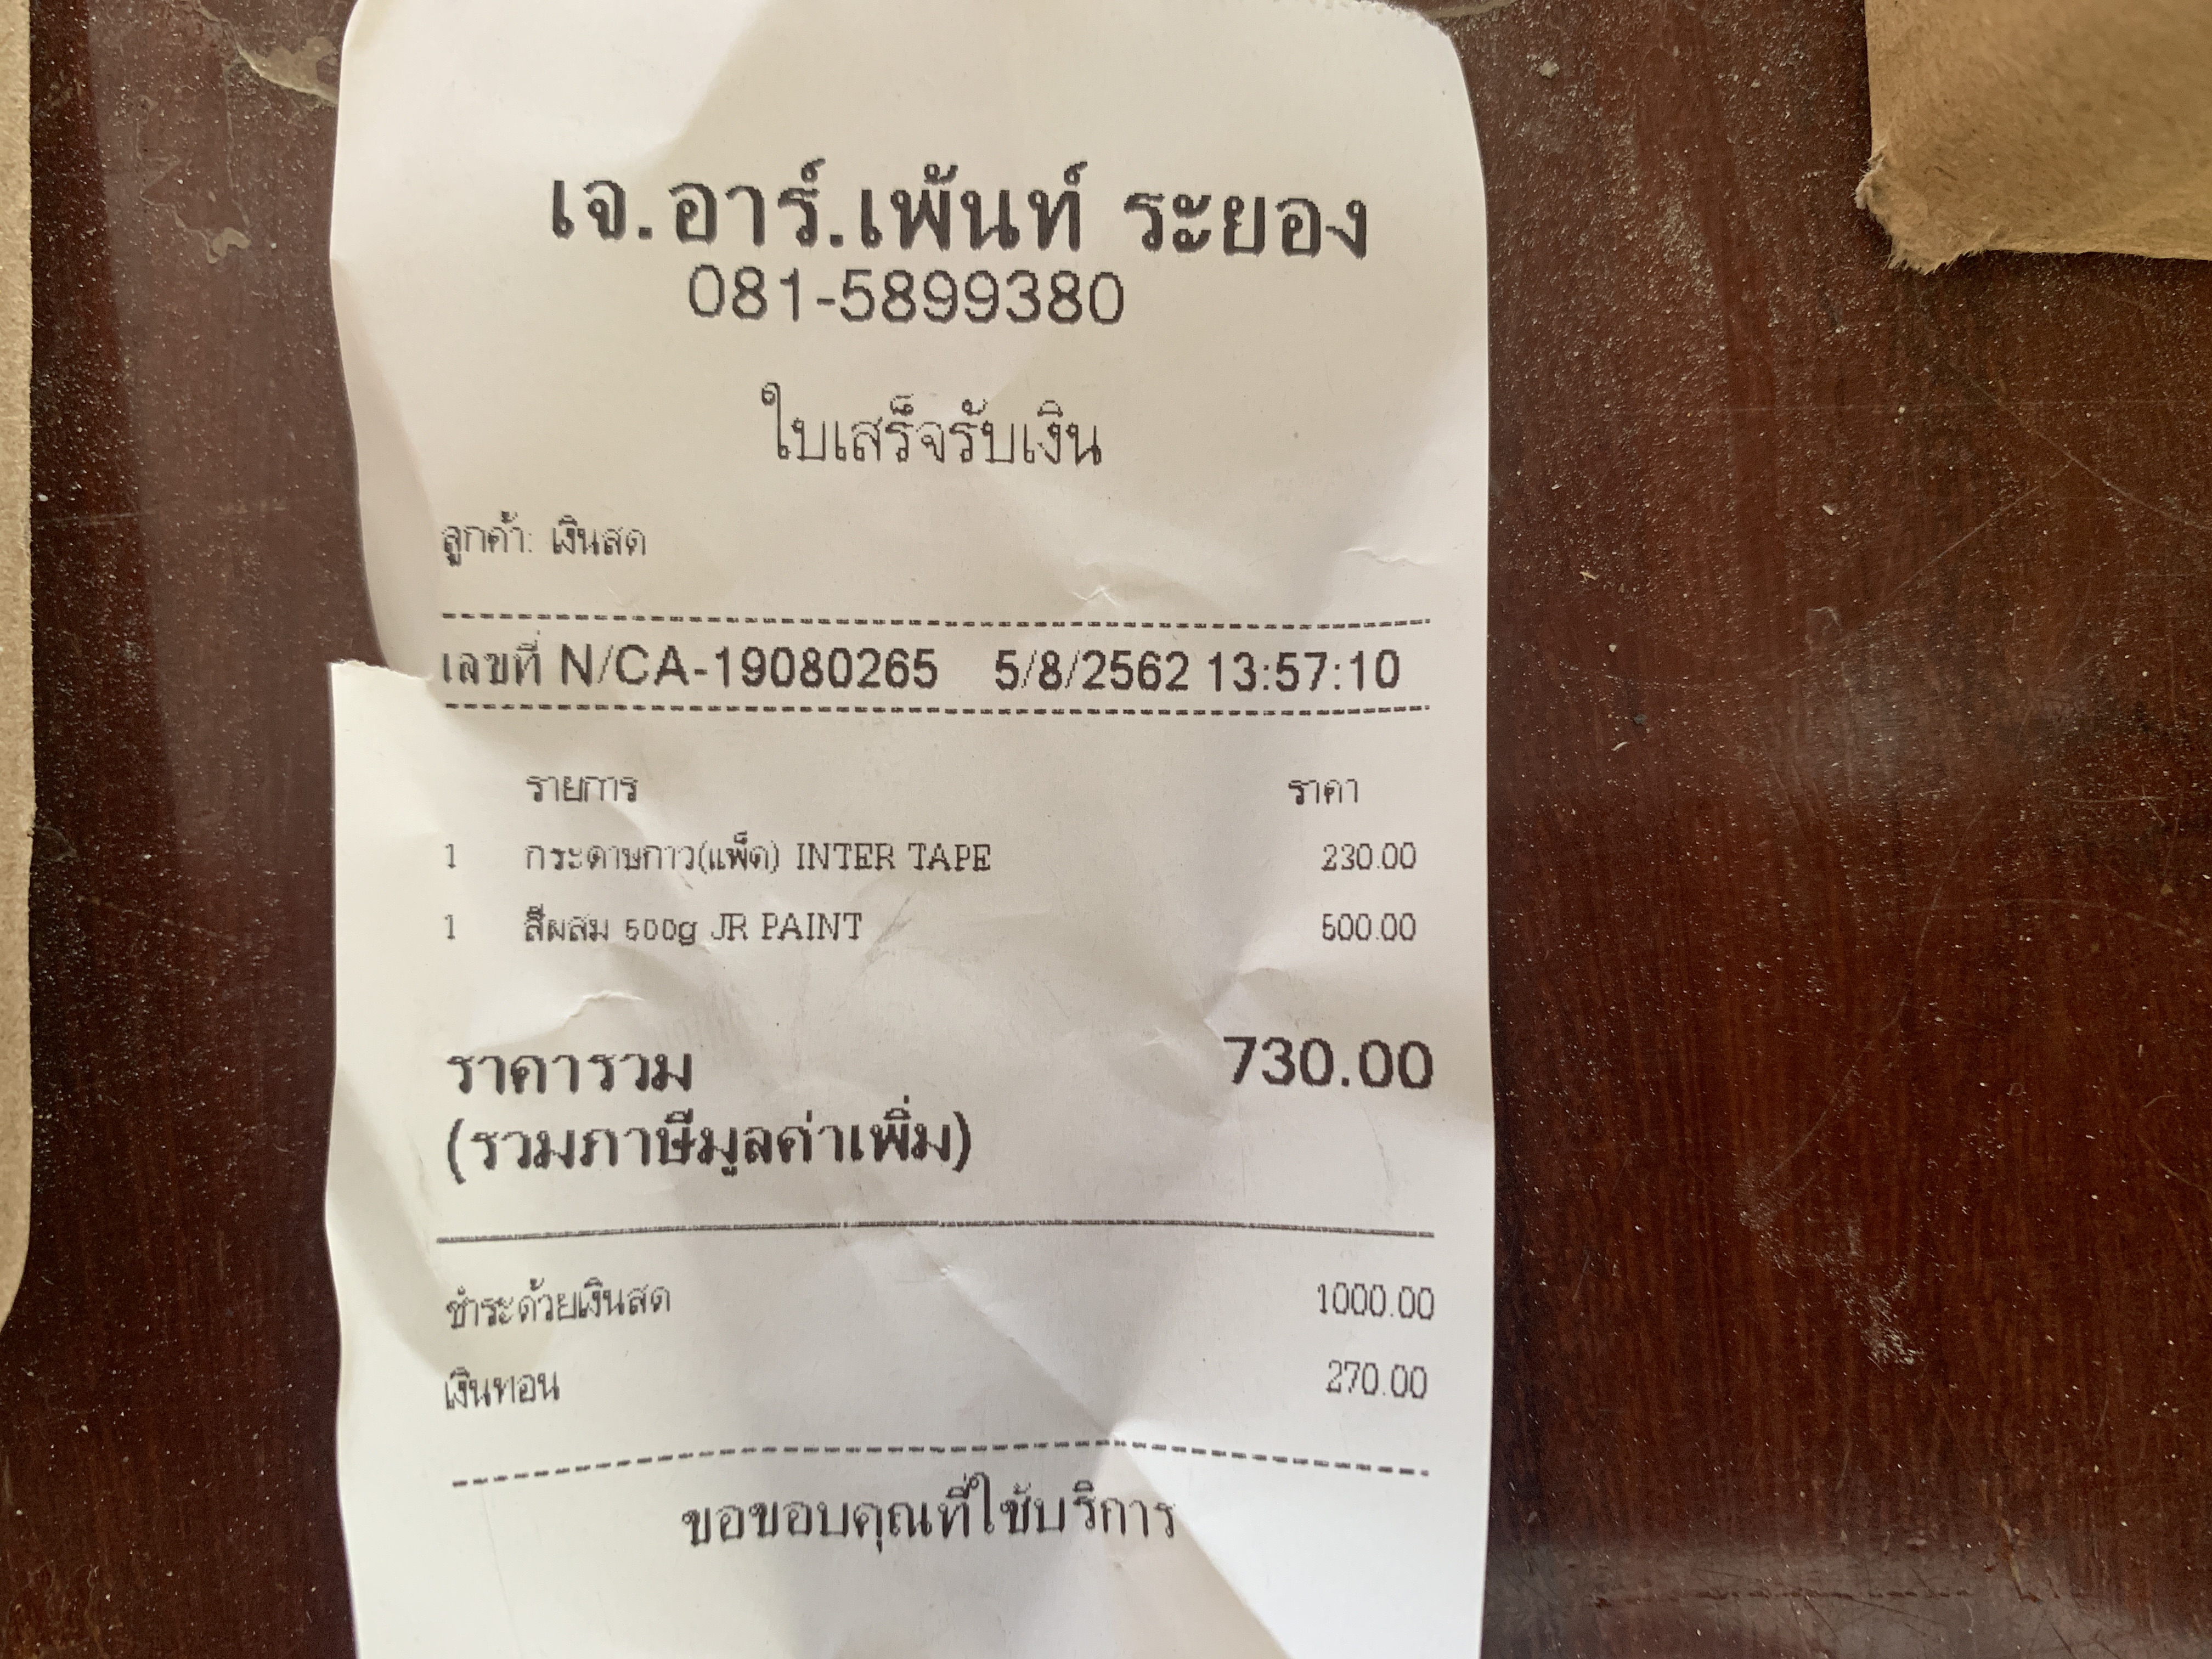 เจ.อาร์.เพ้นท์ ระยอง
081-5899380
ใบเสร็จรับเงิน
ลูกค้า: เงินสด
เลขที่ N/CA-19080265 5/8/2562 13:57:10
รายการ ราคา
1 กระดาษกาว(แพ็ค) INTER TAPE 230.00
1 สีผสม 500g JR PAINT 500.00
ราคารวม 730.00
(รวมภาษีมูลค่าเพิ่ม)
ชำระด้วยเงินสด 1000.00
เงินทอน 270.00
ขอขอบคุณที่ใช้บริการ